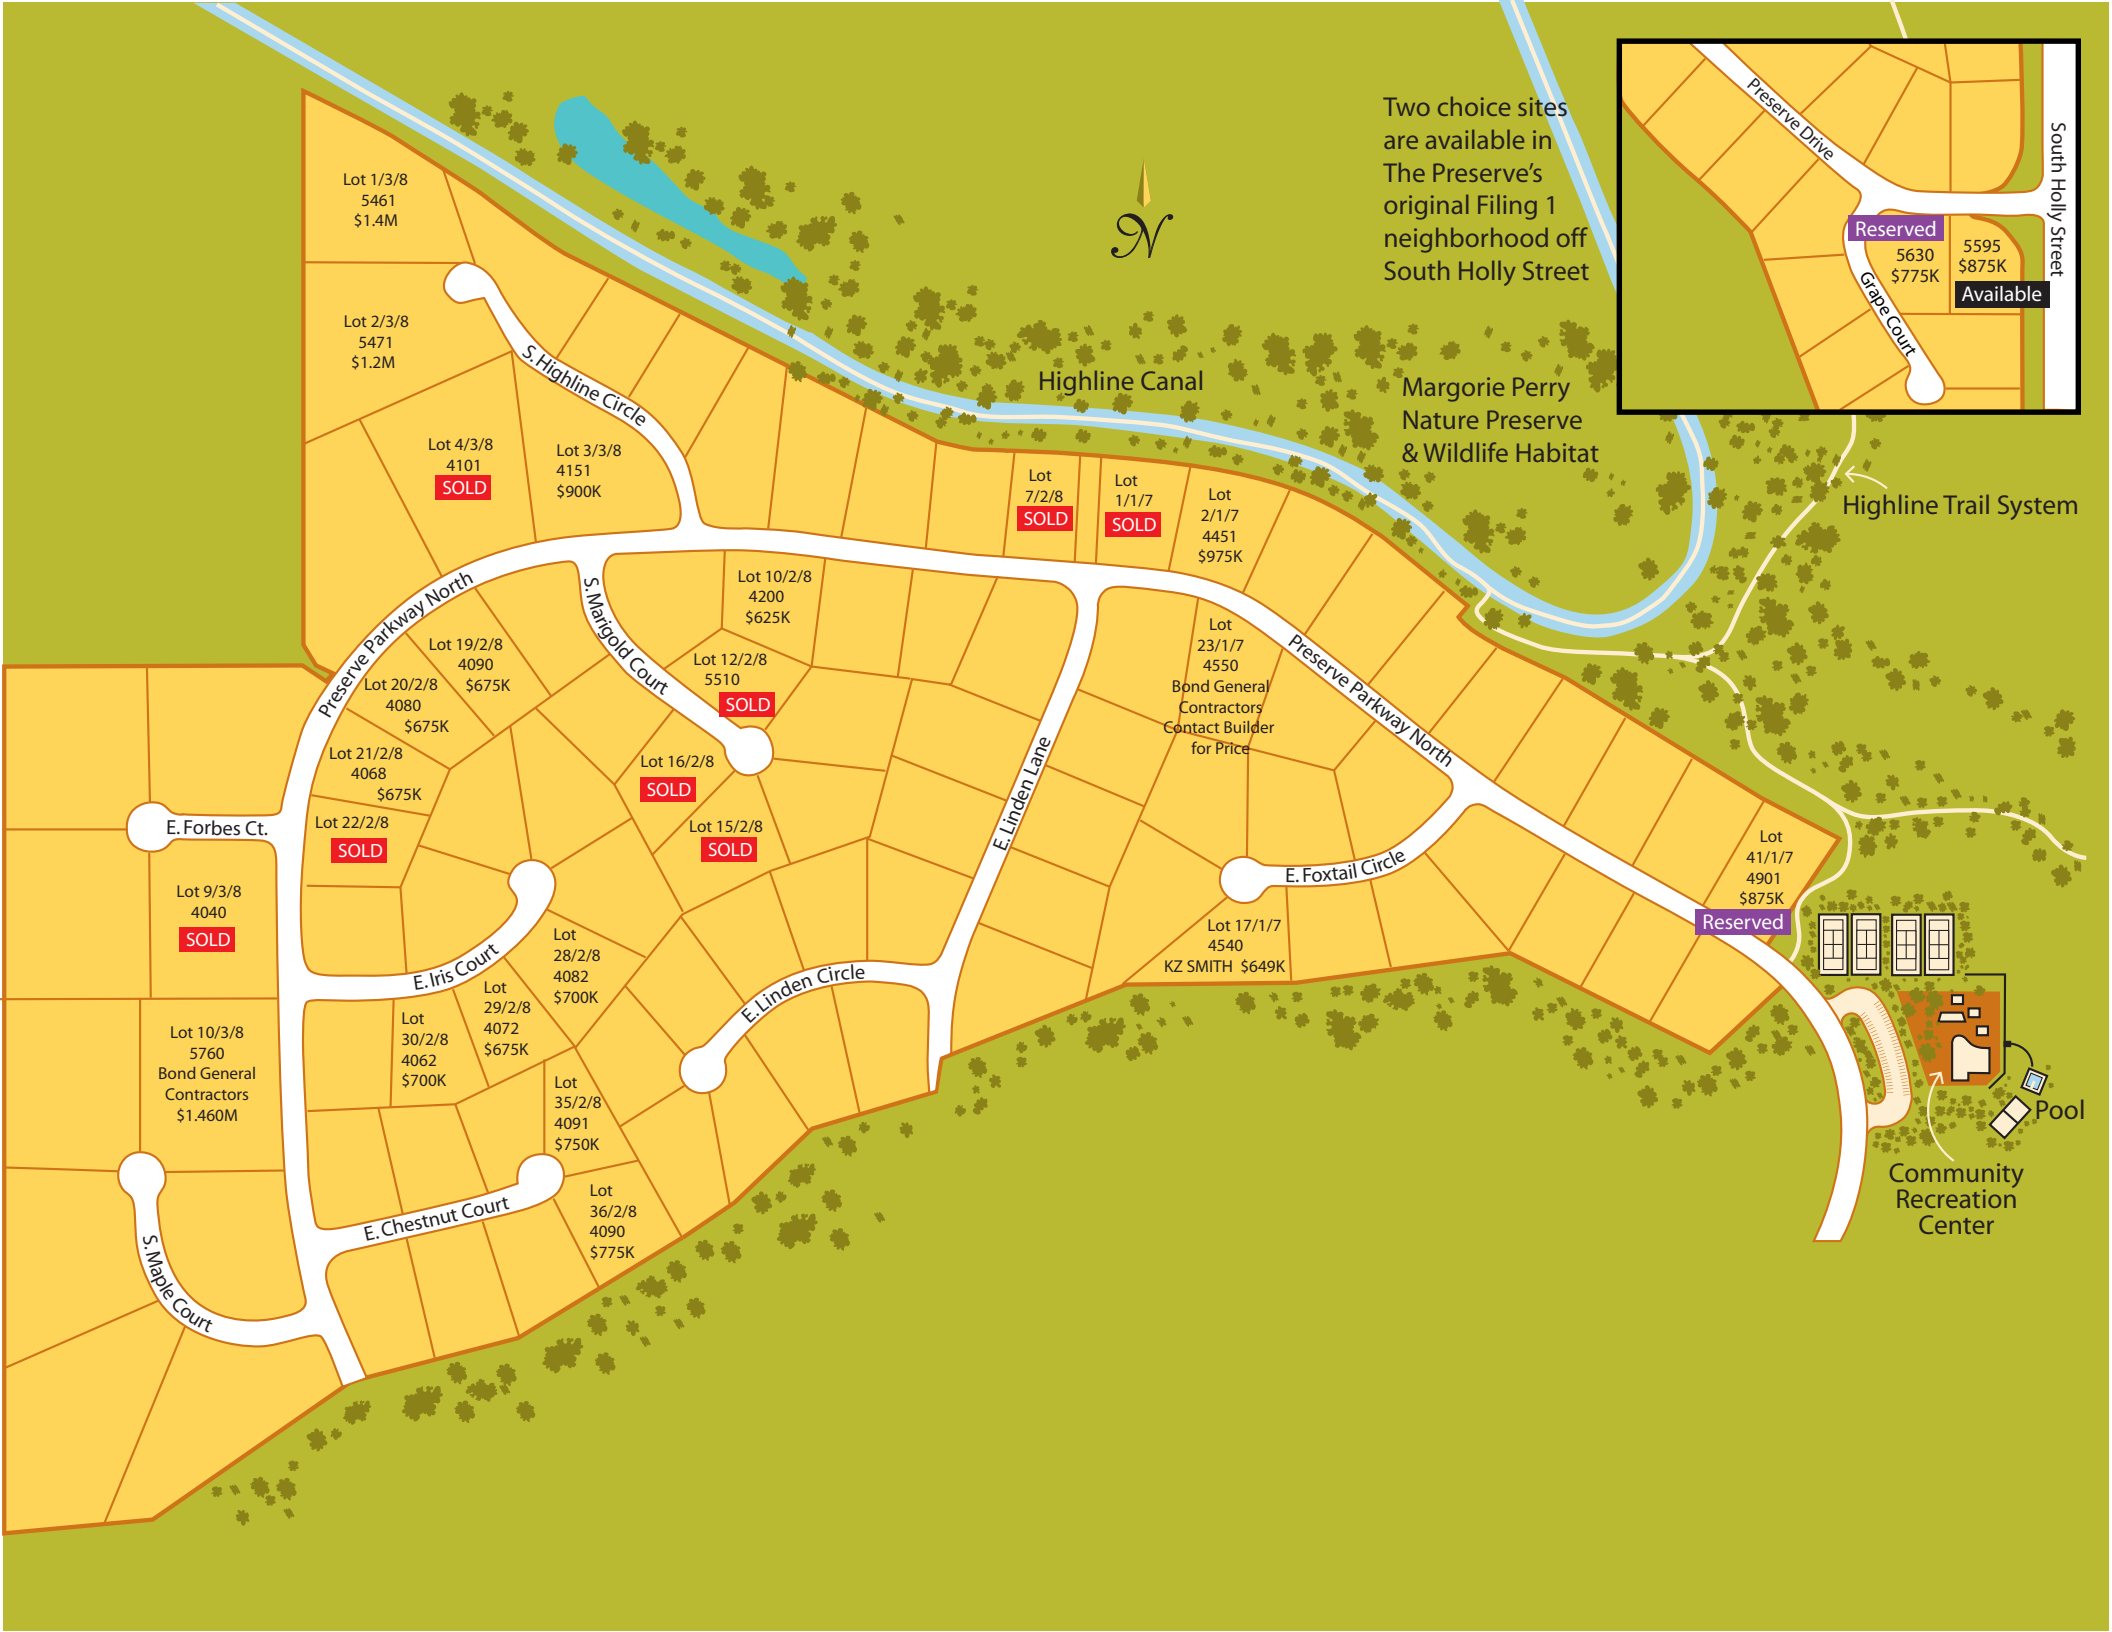 Two choice sites
are available in
The Preserve's
original Filing 1
neighborhood off
South Holly Street
Preserve Drive
South Holly Street
Reserved
5630
$775K
5595
$875K
Available
Grape Court
N
Highline Canal
Margorie Perry
Nature Preserve
& Wildlife Habitat
Highline Trail System
Lot 1/3/8
5461
$1.4M
Lot 2/3/8
5471
$1.2M
S. Highline Circle
Lot 4/3/8
4101
SOLD
Lot 3/3/8
4151
$900K
Lot
7/2/8
SOLD
Lot
1/1/7
SOLD
Lot
2/1/7
4451
$975K
Preserve Parkway North
S. Marigold Court
Lot 10/2/8
4200
$625K
Lot 19/2/8
4090
$675K
Lot 12/2/8
5510
SOLD
Lot 20/2/8
4080
$675K
Lot 21/2/8
4068
$675K
Lot 16/2/8
SOLD
Lot 22/2/8
SOLD
Lot 15/2/8
SOLD
E. Linden Lane
Lot
23/1/7
4550
Bond General
Contractors
Contact Builder
for Price
Preserve Parkway North
E. Forbes Ct.
Lot 9/3/8
4040
SOLD
E. Foxtail Circle
Lot 17/1/7
4540
KZ SMITH $649K
Lot
41/1/7
4901
$875K
Reserved
E. Iris Court
Lot
28/2/8
4082
$700K
Lot
29/2/8
4072
$675K
Lot
30/2/8
4062
$700K
E. Linden Circle
Lot 10/3/8
5760
Bond General
Contractors
$1.460M
Lot
35/2/8
4091
$750K
Lot
36/2/8
4090
$775K
E. Chestnut Court
S. Maple Court
Pool
Community
Recreation
Center